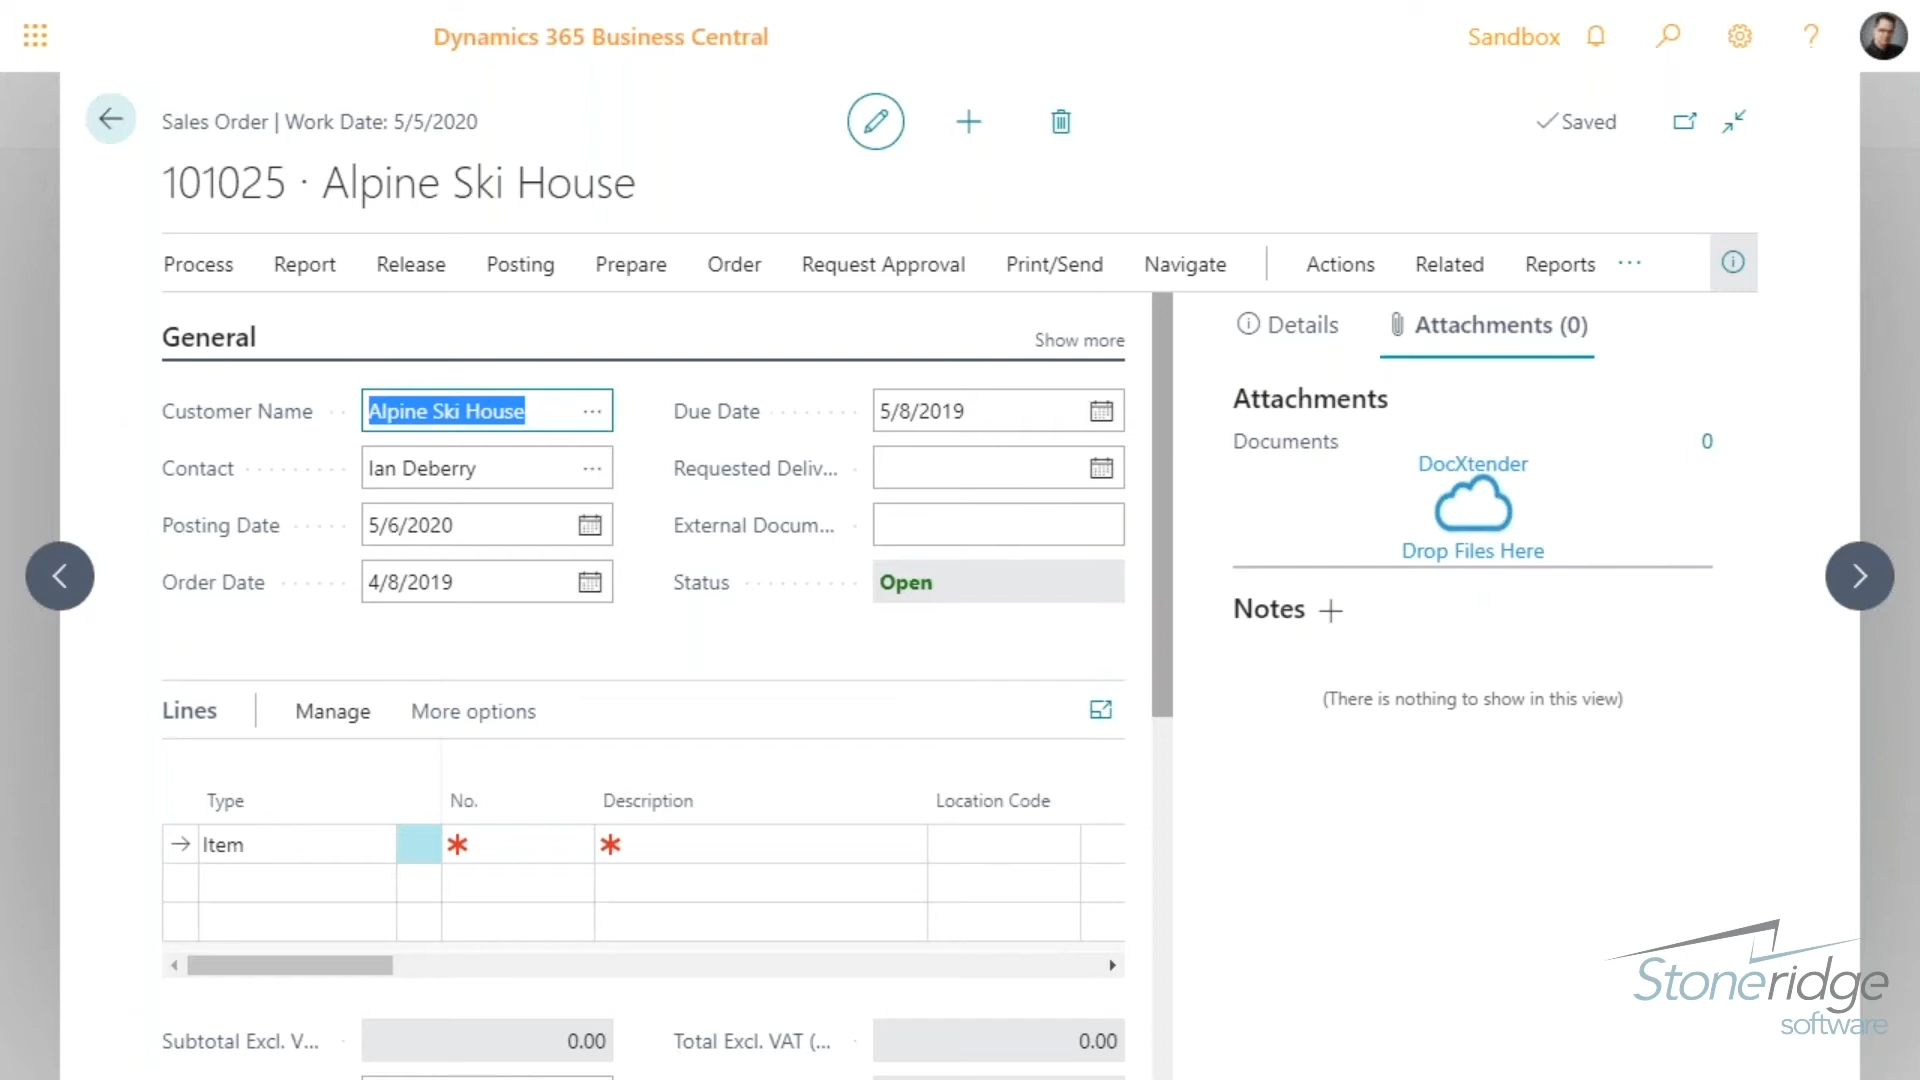 Dynamics 365 Business Central
Sandbox
?
Sales Order | Work Date: 5/5/2020
Saved
101025 · Alpine Ski House
Process Report Release Posting Prepare Order Request Approval Print/Send Navigate Actions Related Reports ···
General
Show more
Details
Attachments (0)
Customer Name Alpine Ski House ···
Due Date 5/8/2019
Contact Ian Deberry ···
Requested Deliv...
Posting Date 5/6/2020
External Docum...
Order Date 4/8/2019
Status Open
Attachments
Documents 0
DocXtender
Drop Files Here
Notes +
(There is nothing to show in this view)
Lines Manage More options
Type No. Description Location Code
Item * *
Subtotal Excl. V... 0.00
Total Excl. VAT (... 0.00
Stoneridge
software